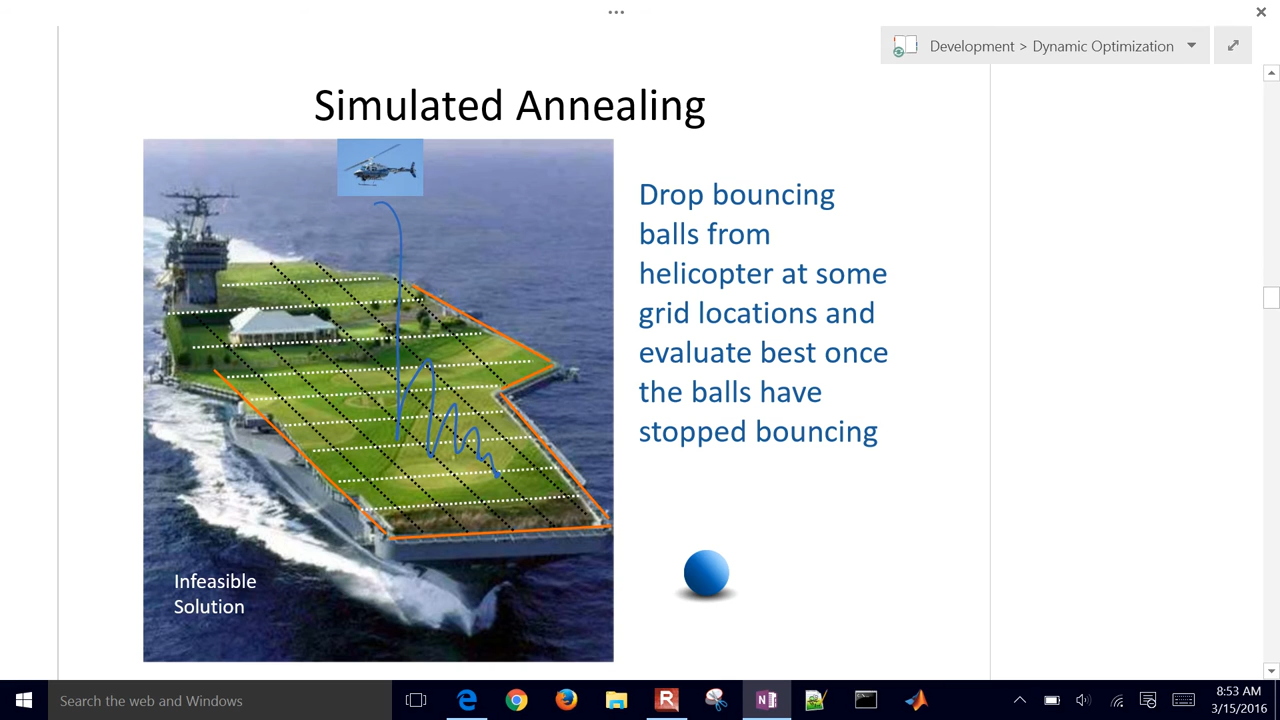 Development > Dynamic Optimization
Simulated Annealing
Drop bouncing
balls from
helicopter at some
grid locations and
evaluate best once
the balls have
stopped bouncing
Infeasible
Solution
Search the web and Windows
8:53 AM
3/15/2016